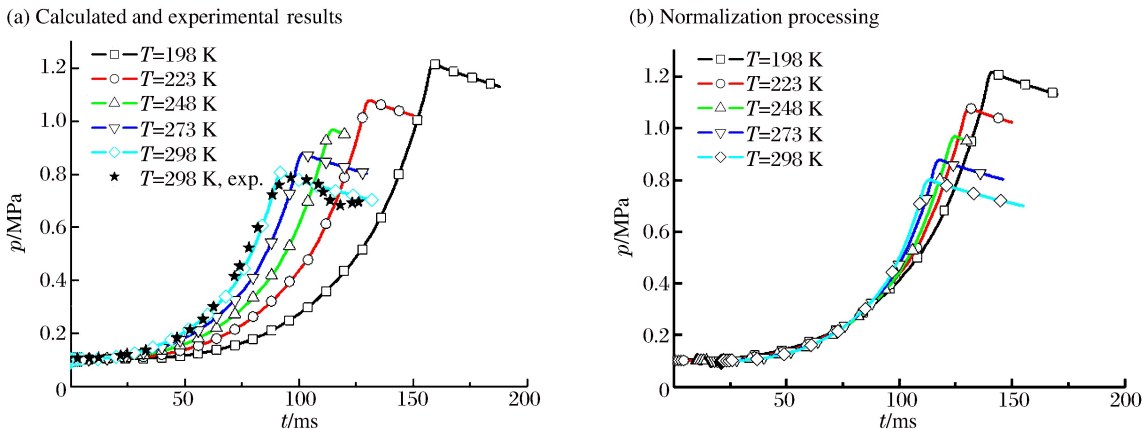 (a) Calculated and experimental results
p/MPa
1.2
1.0
0.8
0.6
0.4
0.2
0
T=198 K
T=223 K
T=248 K
T=273 K
T=298 K
T=298 K, exp.
50
100
150
200
t/ms
(b) Normalization processing
p/MPa
1.2
1.0
0.8
0.6
0.4
0.2
0
T=198 K
T=223 K
T=248 K
T=273 K
T=298 K
50
100
150
200
t/ms